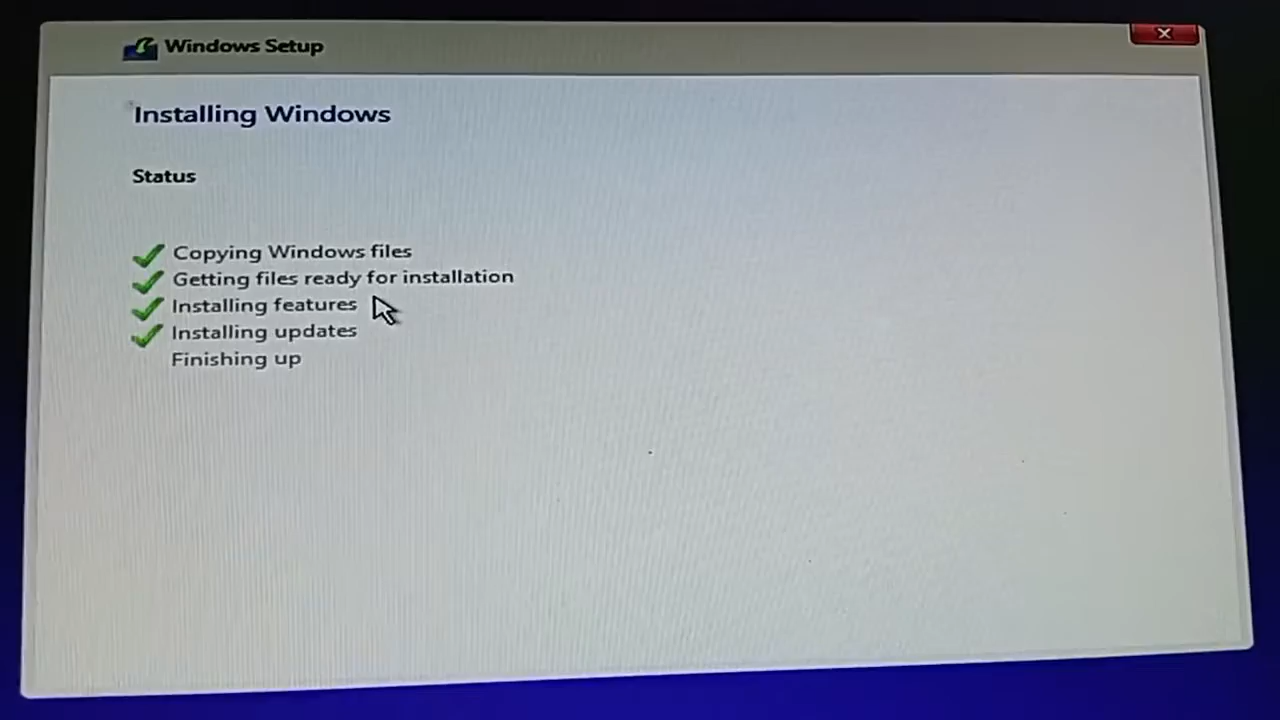 Windows Setup
Installing Windows
Status
Copying Windows files
Getting files ready for installation
Installing features
Installing updates
Finishing up